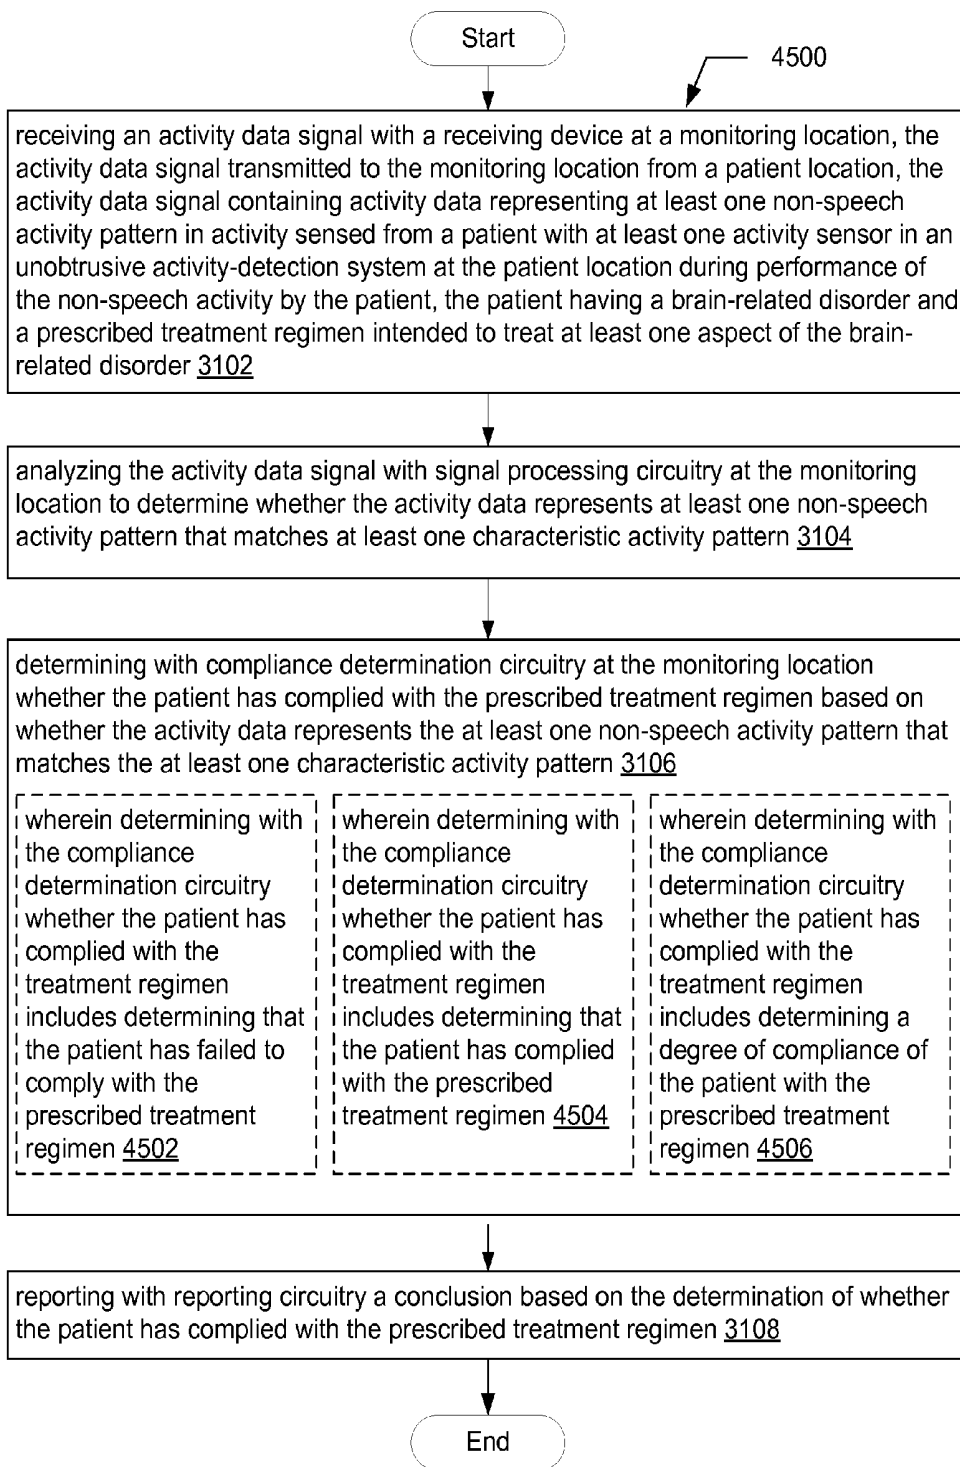 Start
4500
receiving an activity data signal with a receiving device at a monitoring location, the
activity data signal transmitted to the monitoring location from a patient location, the
activity data signal containing activity data representing at least one non-speech
activity pattern in activity sensed from a patient with at least one activity sensor in an
unobtrusive activity-detection system at the patient location during performance of
the non-speech activity by the patient, the patient having a brain-related disorder and
a prescribed treatment regimen intended to treat at least one aspect of the brain-
related disorder 3102
analyzing the activity data signal with signal processing circuitry at the monitoring
location to determine whether the activity data represents at least one non-speech
activity pattern that matches at least one characteristic activity pattern 3104
determining with compliance determination circuitry at the monitoring location
whether the patient has complied with the prescribed treatment regimen based on
whether the activity data represents the at least one non-speech activity pattern that
matches the at least one characteristic activity pattern 3106
wherein determining with
the compliance
determination circuitry
whether the patient has
complied with the
treatment regimen
includes determining that
the patient has failed to
comply with the
prescribed treatment
regimen 4502
wherein determining with
the compliance
determination circuitry
whether the patient has
complied with the
treatment regimen
includes determining that
the patient has complied
with the prescribed
treatment regimen 4504
wherein determining with
the compliance
determination circuitry
whether the patient has
complied with the
treatment regimen
includes determining a
degree of compliance of
the patient with the
prescribed treatment
regimen 4506
reporting with reporting circuitry a conclusion based on the determination of whether
the patient has complied with the prescribed treatment regimen 3108
End